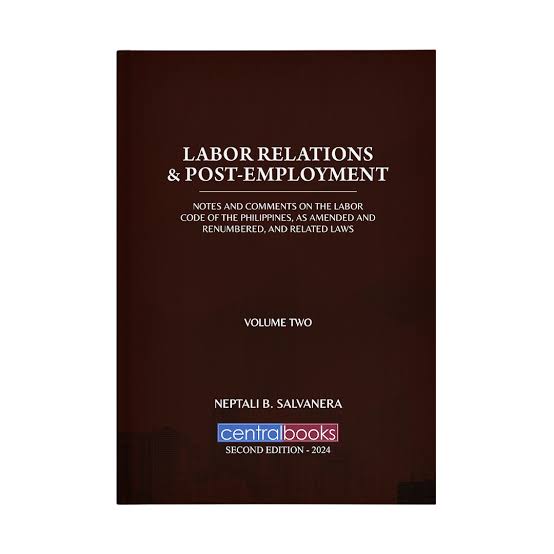 LABOR RELATIONS
& POST-EMPLOYMENT
NOTES AND COMMENTS ON THE LABOR
CODE OF THE PHILIPPINES, AS AMENDED AND
RENUMBERED, AND RELATED LAWS
VOLUME TWO
NEPTALI B. SALVANERA
centralbooks
SECOND EDITION - 2024